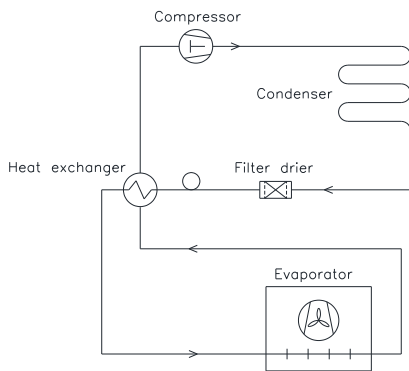 Compressor
Condenser
Heat exchanger
Filter drier
Evaporator